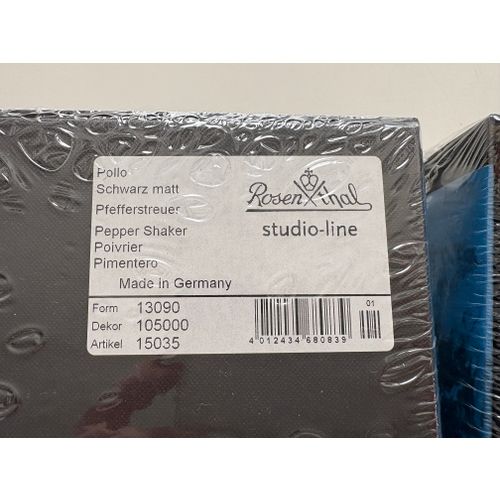 Pollo
Schwarz matt
Pfefferstreuer
Pepper Shaker
Poivrier
Pimentero
Made in Germany
Rosenthal
studio-line
Form 13090
Dekor 105000
Artikel 15035
01
4 012434 680839